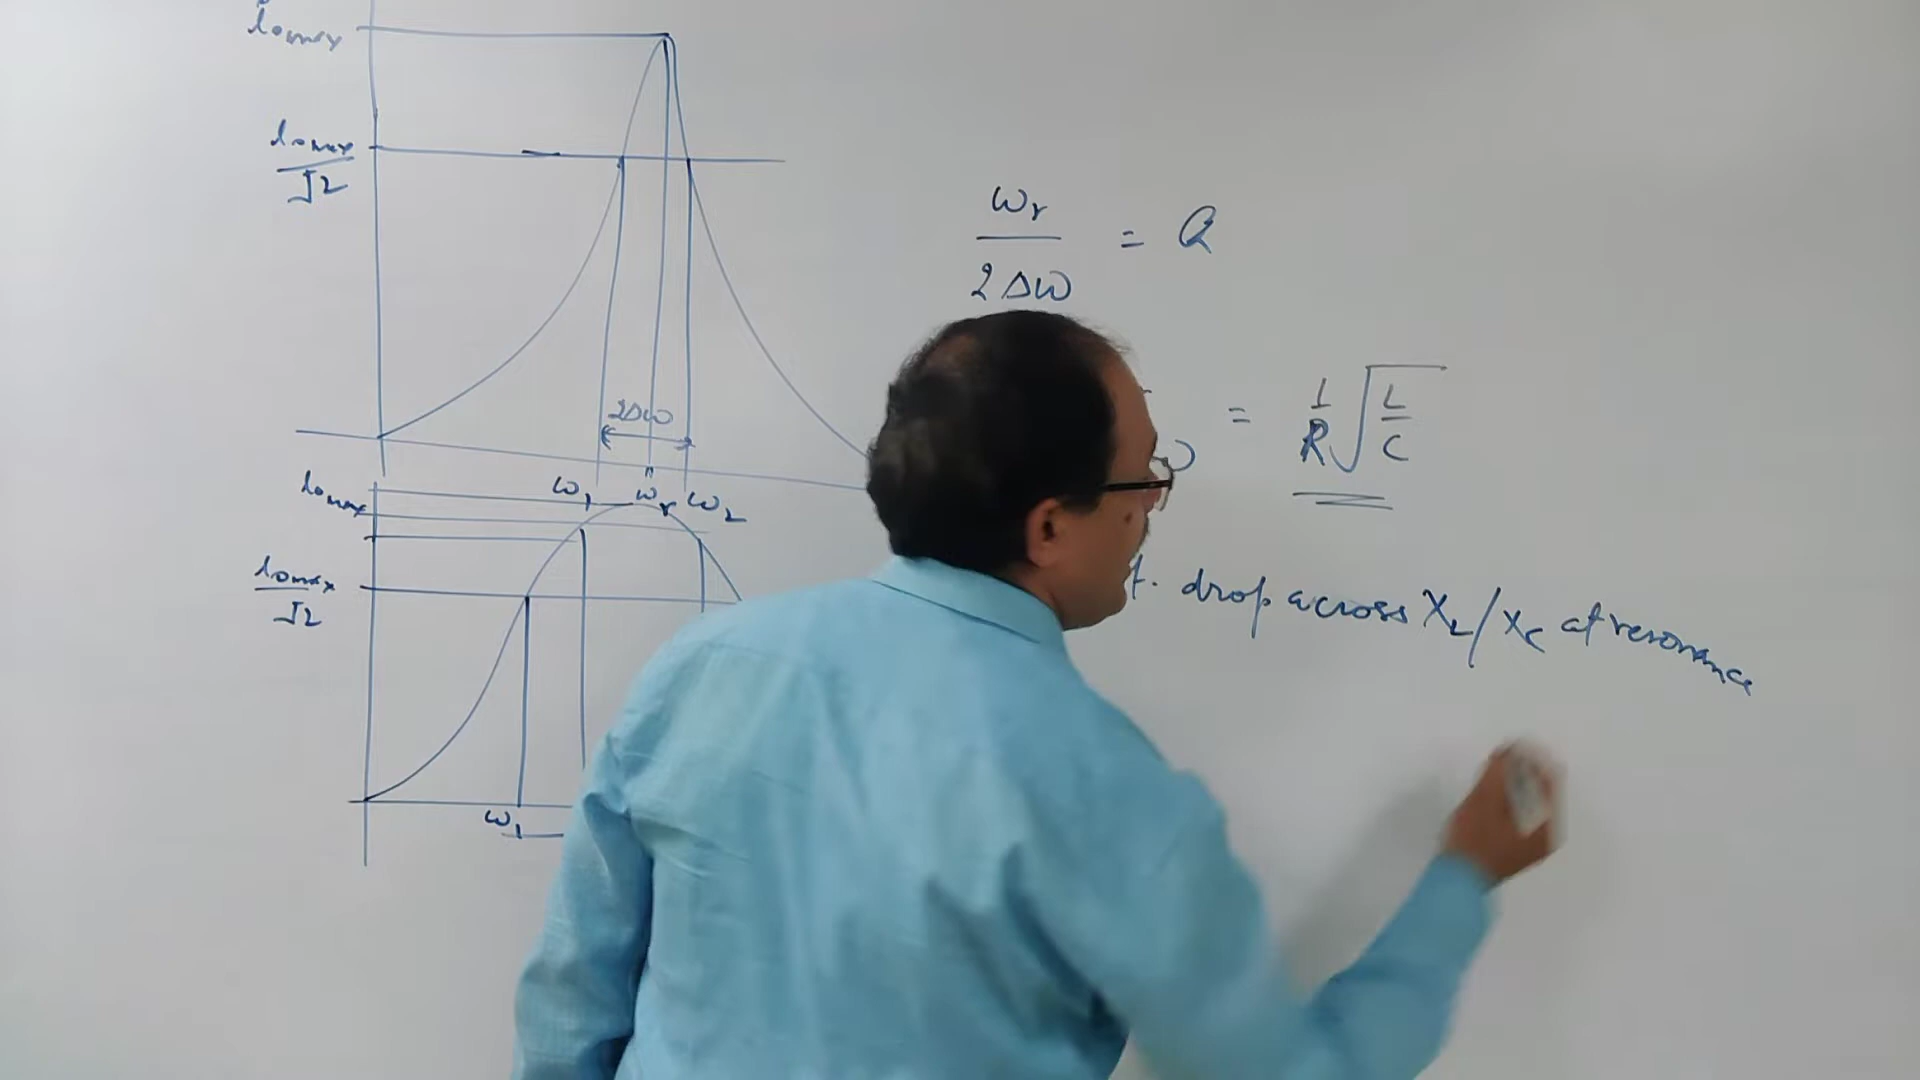 iomax
iomax
√2
2Δω
ω1 ωr ω2
iomax
iomax
√2
ω1
ωr
2Δω
= Q
= 1/R √L/C
t. drop across XL/XC at resonance